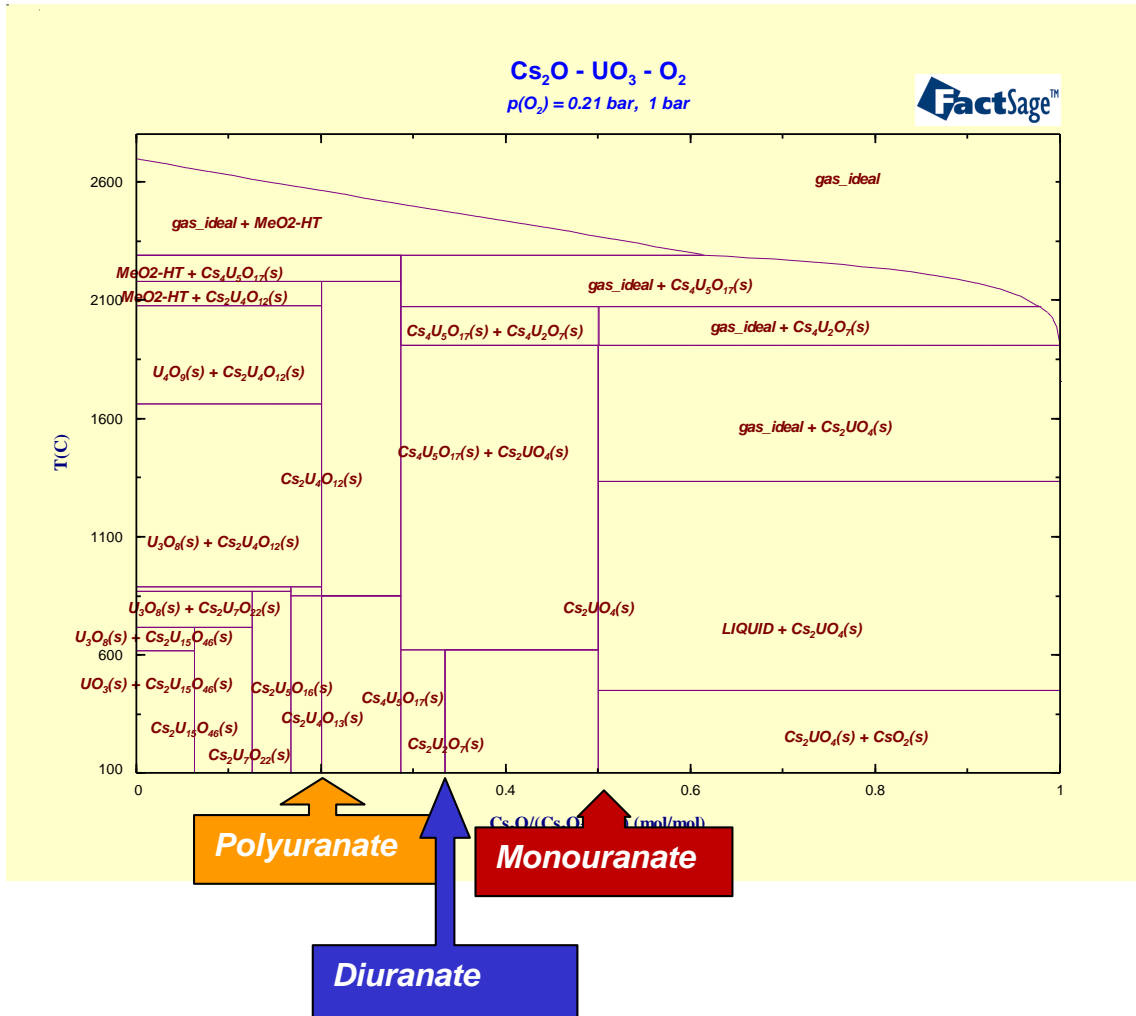 Cs₂O - UO₃ - O₂
p(O₂) = 0.21 bar, 1 bar
FactSage™
2600
gas_ideal
gas_ideal + MeO2-HT
MeO2-HT + Cs₄U₅O₁₇(s)
gas_ideal + Cs₄U₅O₁₇(s)
MeO2-HT + Cs₂U₄O₁₂(s)
2100
Cs₄U₅O₁₇(s) + Cs₄U₂O₇(s)
gas_ideal + Cs₄U₂O₇(s)
U₄O₉(s) + Cs₂U₄O₁₂(s)
1600
gas_ideal + Cs₂UO₄(s)
T(C)
Cs₄U₅O₁₇(s) + Cs₂UO₄(s)
Cs₂U₄O₁₂(s)
1100
U₃O₈(s) + Cs₂U₄O₁₂(s)
U₃O₈(s) + Cs₂U₇O₂₂(s)
Cs₂UO₄(s)
U₃O₈(s) + Cs₂U₁₅O₄₆(s)
LIQUID + Cs₂UO₄(s)
600
UO₃(s) + Cs₂U₁₅O₄₆(s)
Cs₂U₅O₁₆(s)
Cs₄U₅O₁₇(s)
Cs₂U₄O₁₃(s)
Cs₂U₁₅O₄₆(s)
Cs₂U₂O₇(s)
Cs₂UO₄(s) + CsO₂(s)
Cs₂U₇O₂₂(s)
100
0 0.4 0.6 0.8 1
(mol/mol)
Polyuranate
Monouranate
Diuranate